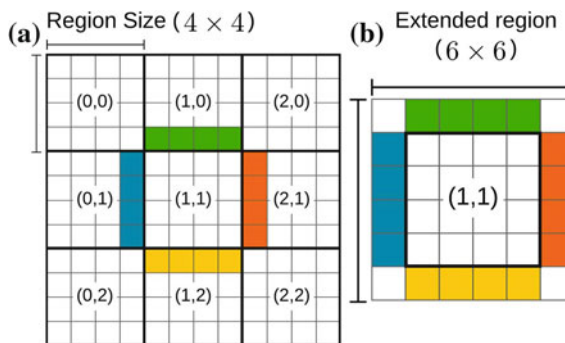 (a) Region Size (4 × 4)
(0,0) (1,0) (2,0)
(0,1) (1,1) (2,1)
(0,2) (1,2) (2,2)
(b) Extended region
(6 × 6)
(1,1)